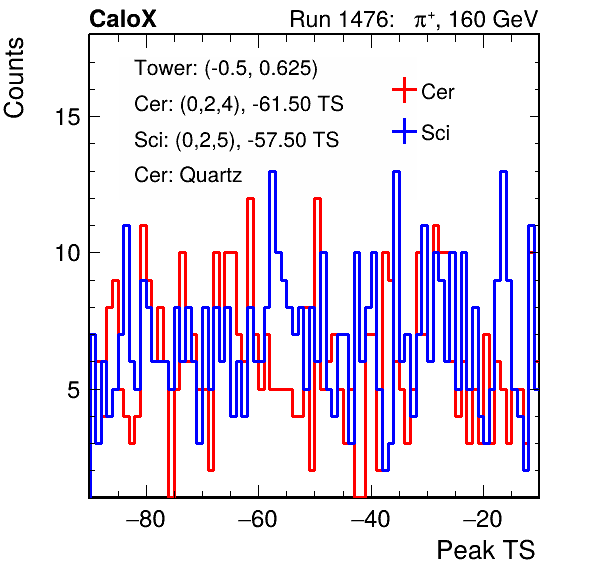 CaloX Run 1476: π⁺, 160 GeV
Counts
Tower: (-0.5, 0.625)
Cer: (0,2,4), -61.50 TS
Sci: (0,2,5), -57.50 TS
Cer: Quartz
Cer
Sci
15
10
5
−80 −60 −40 −20
Peak TS